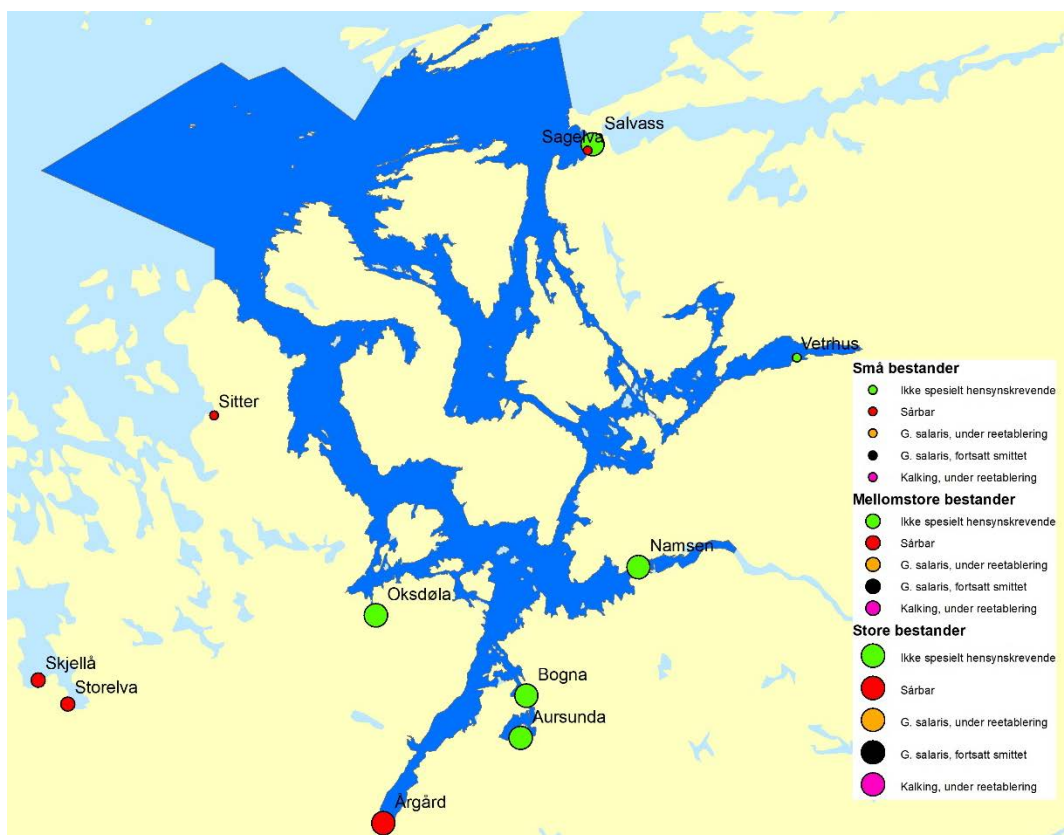 Salvass
Sagelva
Vetrhus
Sitter
Namsen
Oksdøla
Skjellå
Storelva
Bogna
Aursunda
Årgård
Små bestander
Ikke spesielt hensynskrevende
Sårbar
G. salaris, under reetablering
G. salaris, fortsatt smittet
Kalking, under reetablering
Mellomstore bestander
Ikke spesielt hensynskrevende
Sårbar
G. salaris, under reetablering
G. salaris, fortsatt smittet
Kalking, under reetablering
Store bestander
Ikke spesielt hensynskrevende
Sårbar
G. salaris, under reetablering
G. salaris, fortsatt smittet
Kalking, under reetablering